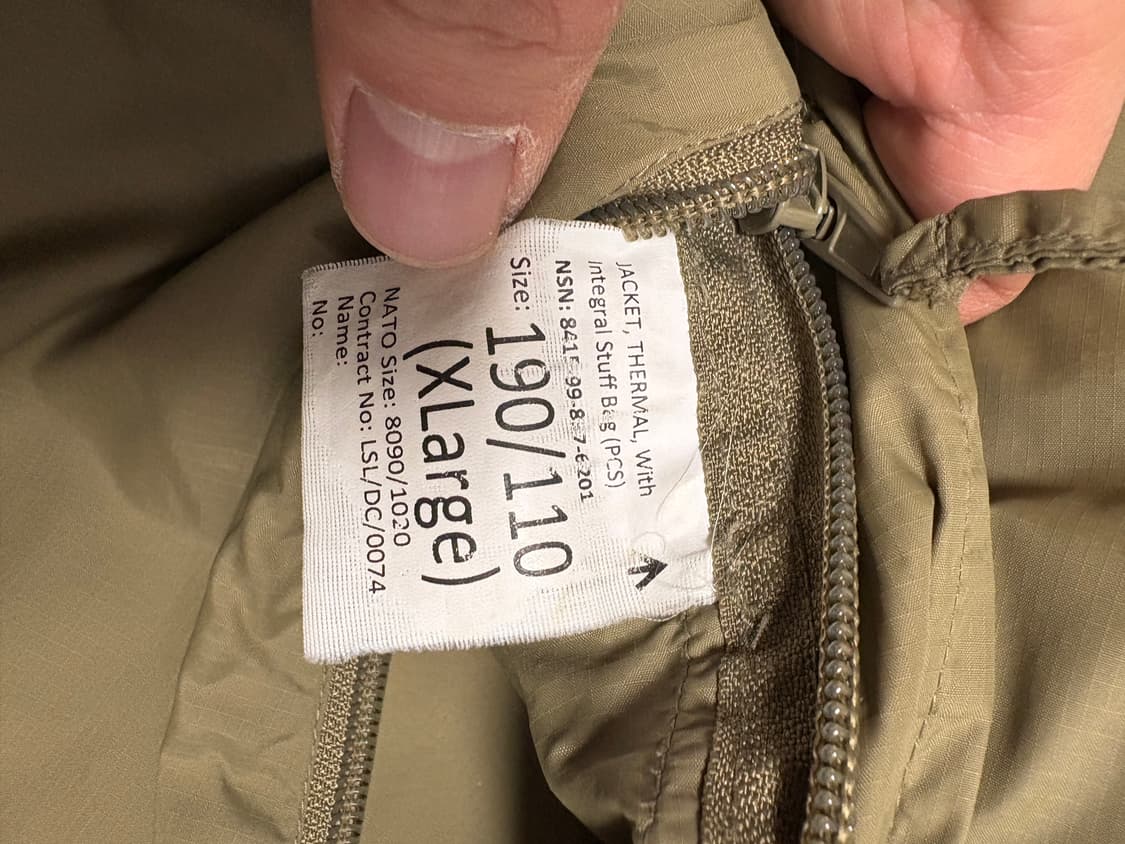 JACKET, THERMAL, With
Integral Stuff Bag (PCS)
NSN:
Size: 190/110
(XLarge)
NATO Size: 8090/1020
Contract No: LSL/DC/0074
Name:
No: